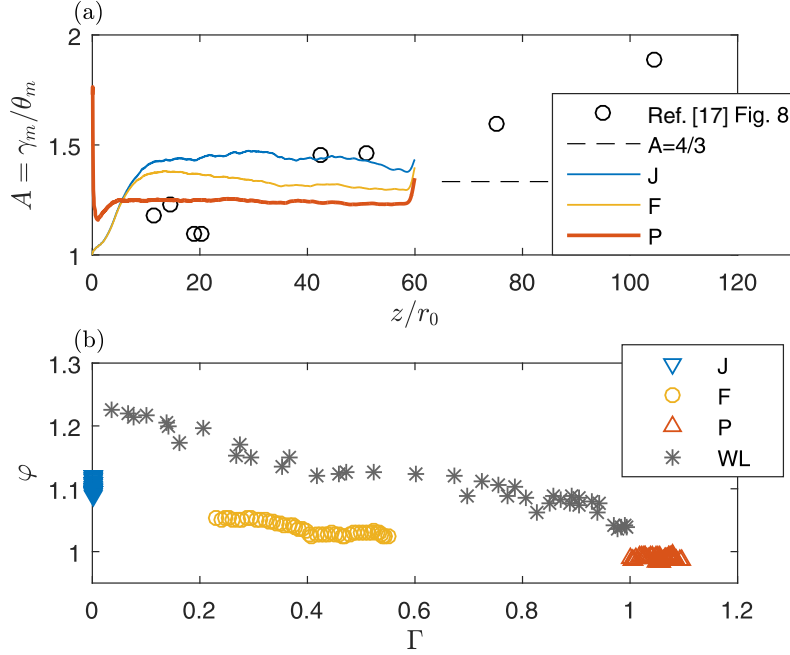 (a)
2
1.5
1
A = γm/θm
0 20 40 60 80 100 120
z/r0
Ref. [17] Fig. 8
A=4/3
J
F
P
(b)
1.3
1.2
1.1
1
φ
0 0.2 0.4 0.6 0.8 1 1.2
Γ
J
F
P
WL